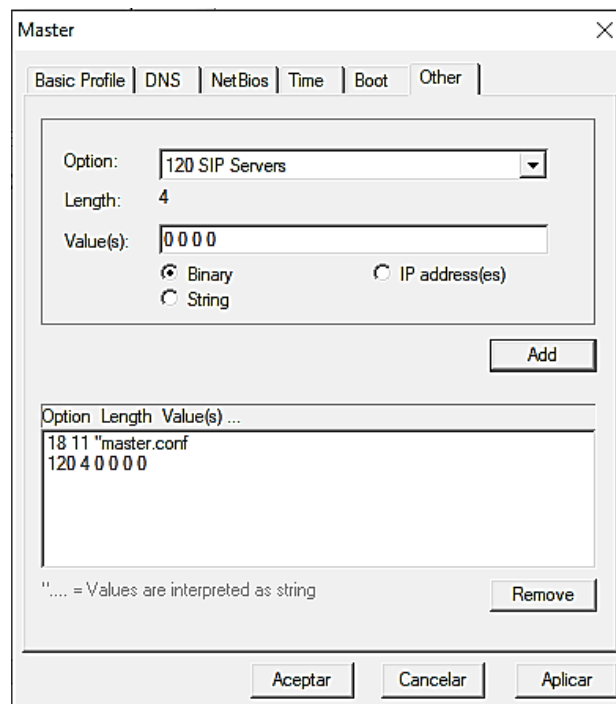 Master
Basic Profile DNS NetBios Time Boot Other
Option: 120 SIP Servers
Length: 4
Value(s): 0 0 0 0
Binary IP address(es)
String
Add
Option Length Value(s) ...
18 11 "master.conf
120 4 0 0 0 0
".... = Values are interpreted as string
Remove
Aceptar Cancelar Aplicar